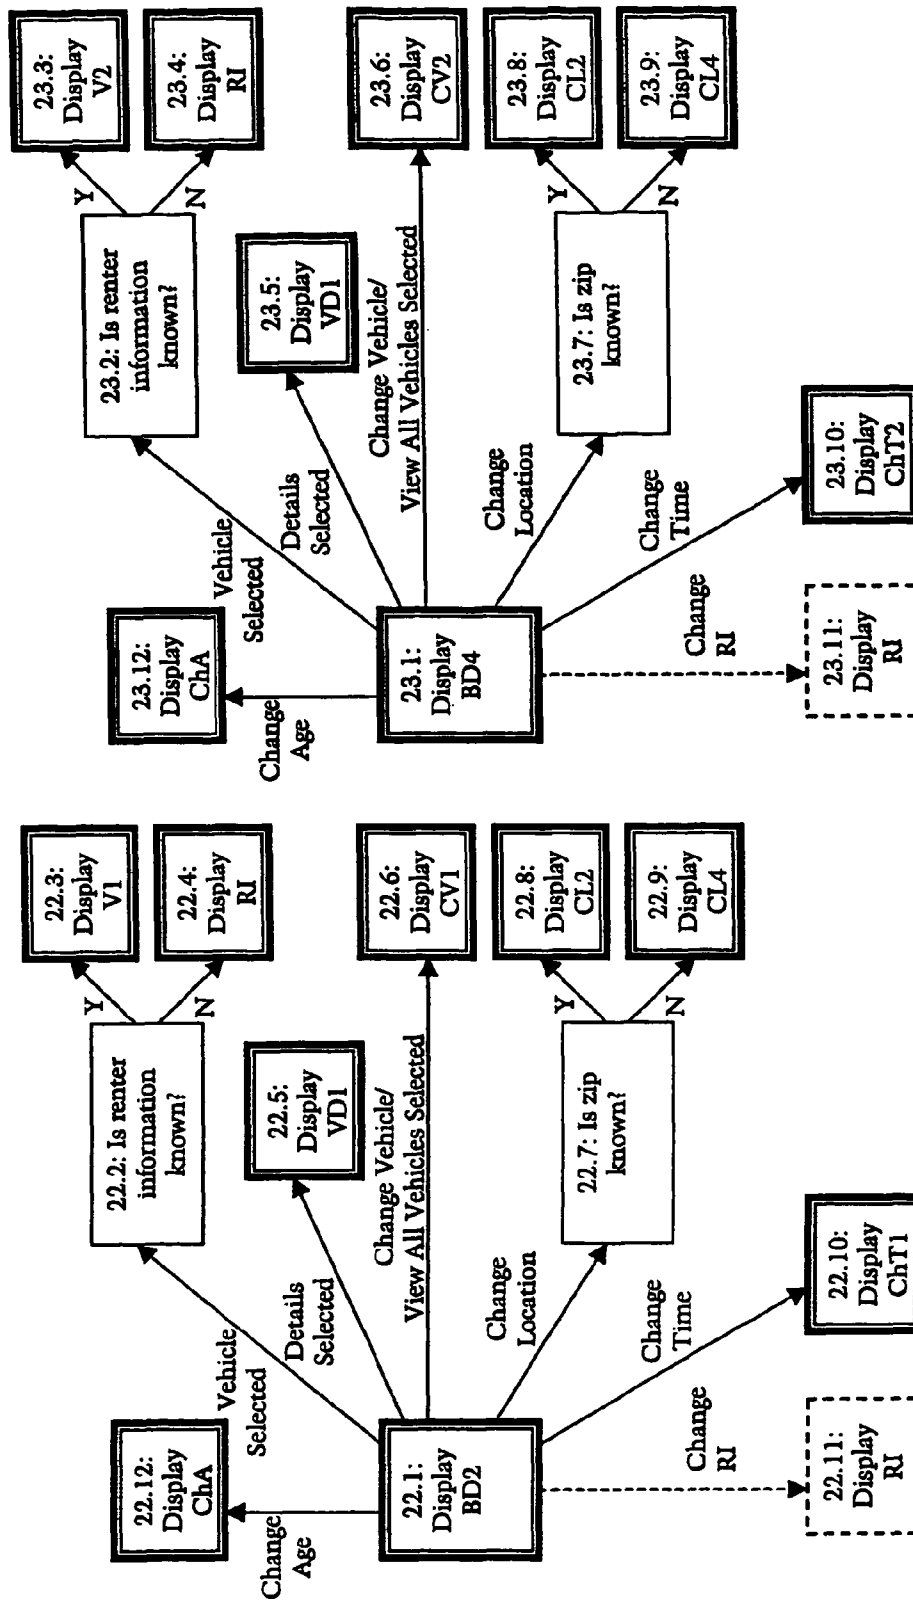 22.12:
Display
ChA
Change
Age
22.1:
Display
BD2
Vehicle
Selected
22.2: Is renter
information
known?
Y
N
22.3:
Display
V1
22.4:
Display
RI
Details
Selected
22.5:
Display
VD1
Change Vehicle/
View All Vehicles Selected
22.6:
Display
CV1
Change
Location
22.7: Is zip
known?
Y
N
22.8:
Display
CL2
22.9:
Display
CL4
Change
Time
22.10:
Display
ChT1
Change
RI
22.11:
Display
RI
23.12:
Display
ChA
Change
Age
23.1:
Display
BD4
Vehicle
Selected
23.2: Is renter
information
known?
Y
N
23.3:
Display
V2
23.4:
Display
RI
Details
Selected
23.5:
Display
VD1
Change Vehicle/
View All Vehicles Selected
23.6:
Display
CV2
Change
Location
23.7: Is zip
known?
Y
N
23.8:
Display
CL2
23.9:
Display
CL4
Change
Time
23.10:
Display
ChT2
Change
RI
23.11:
Display
RI